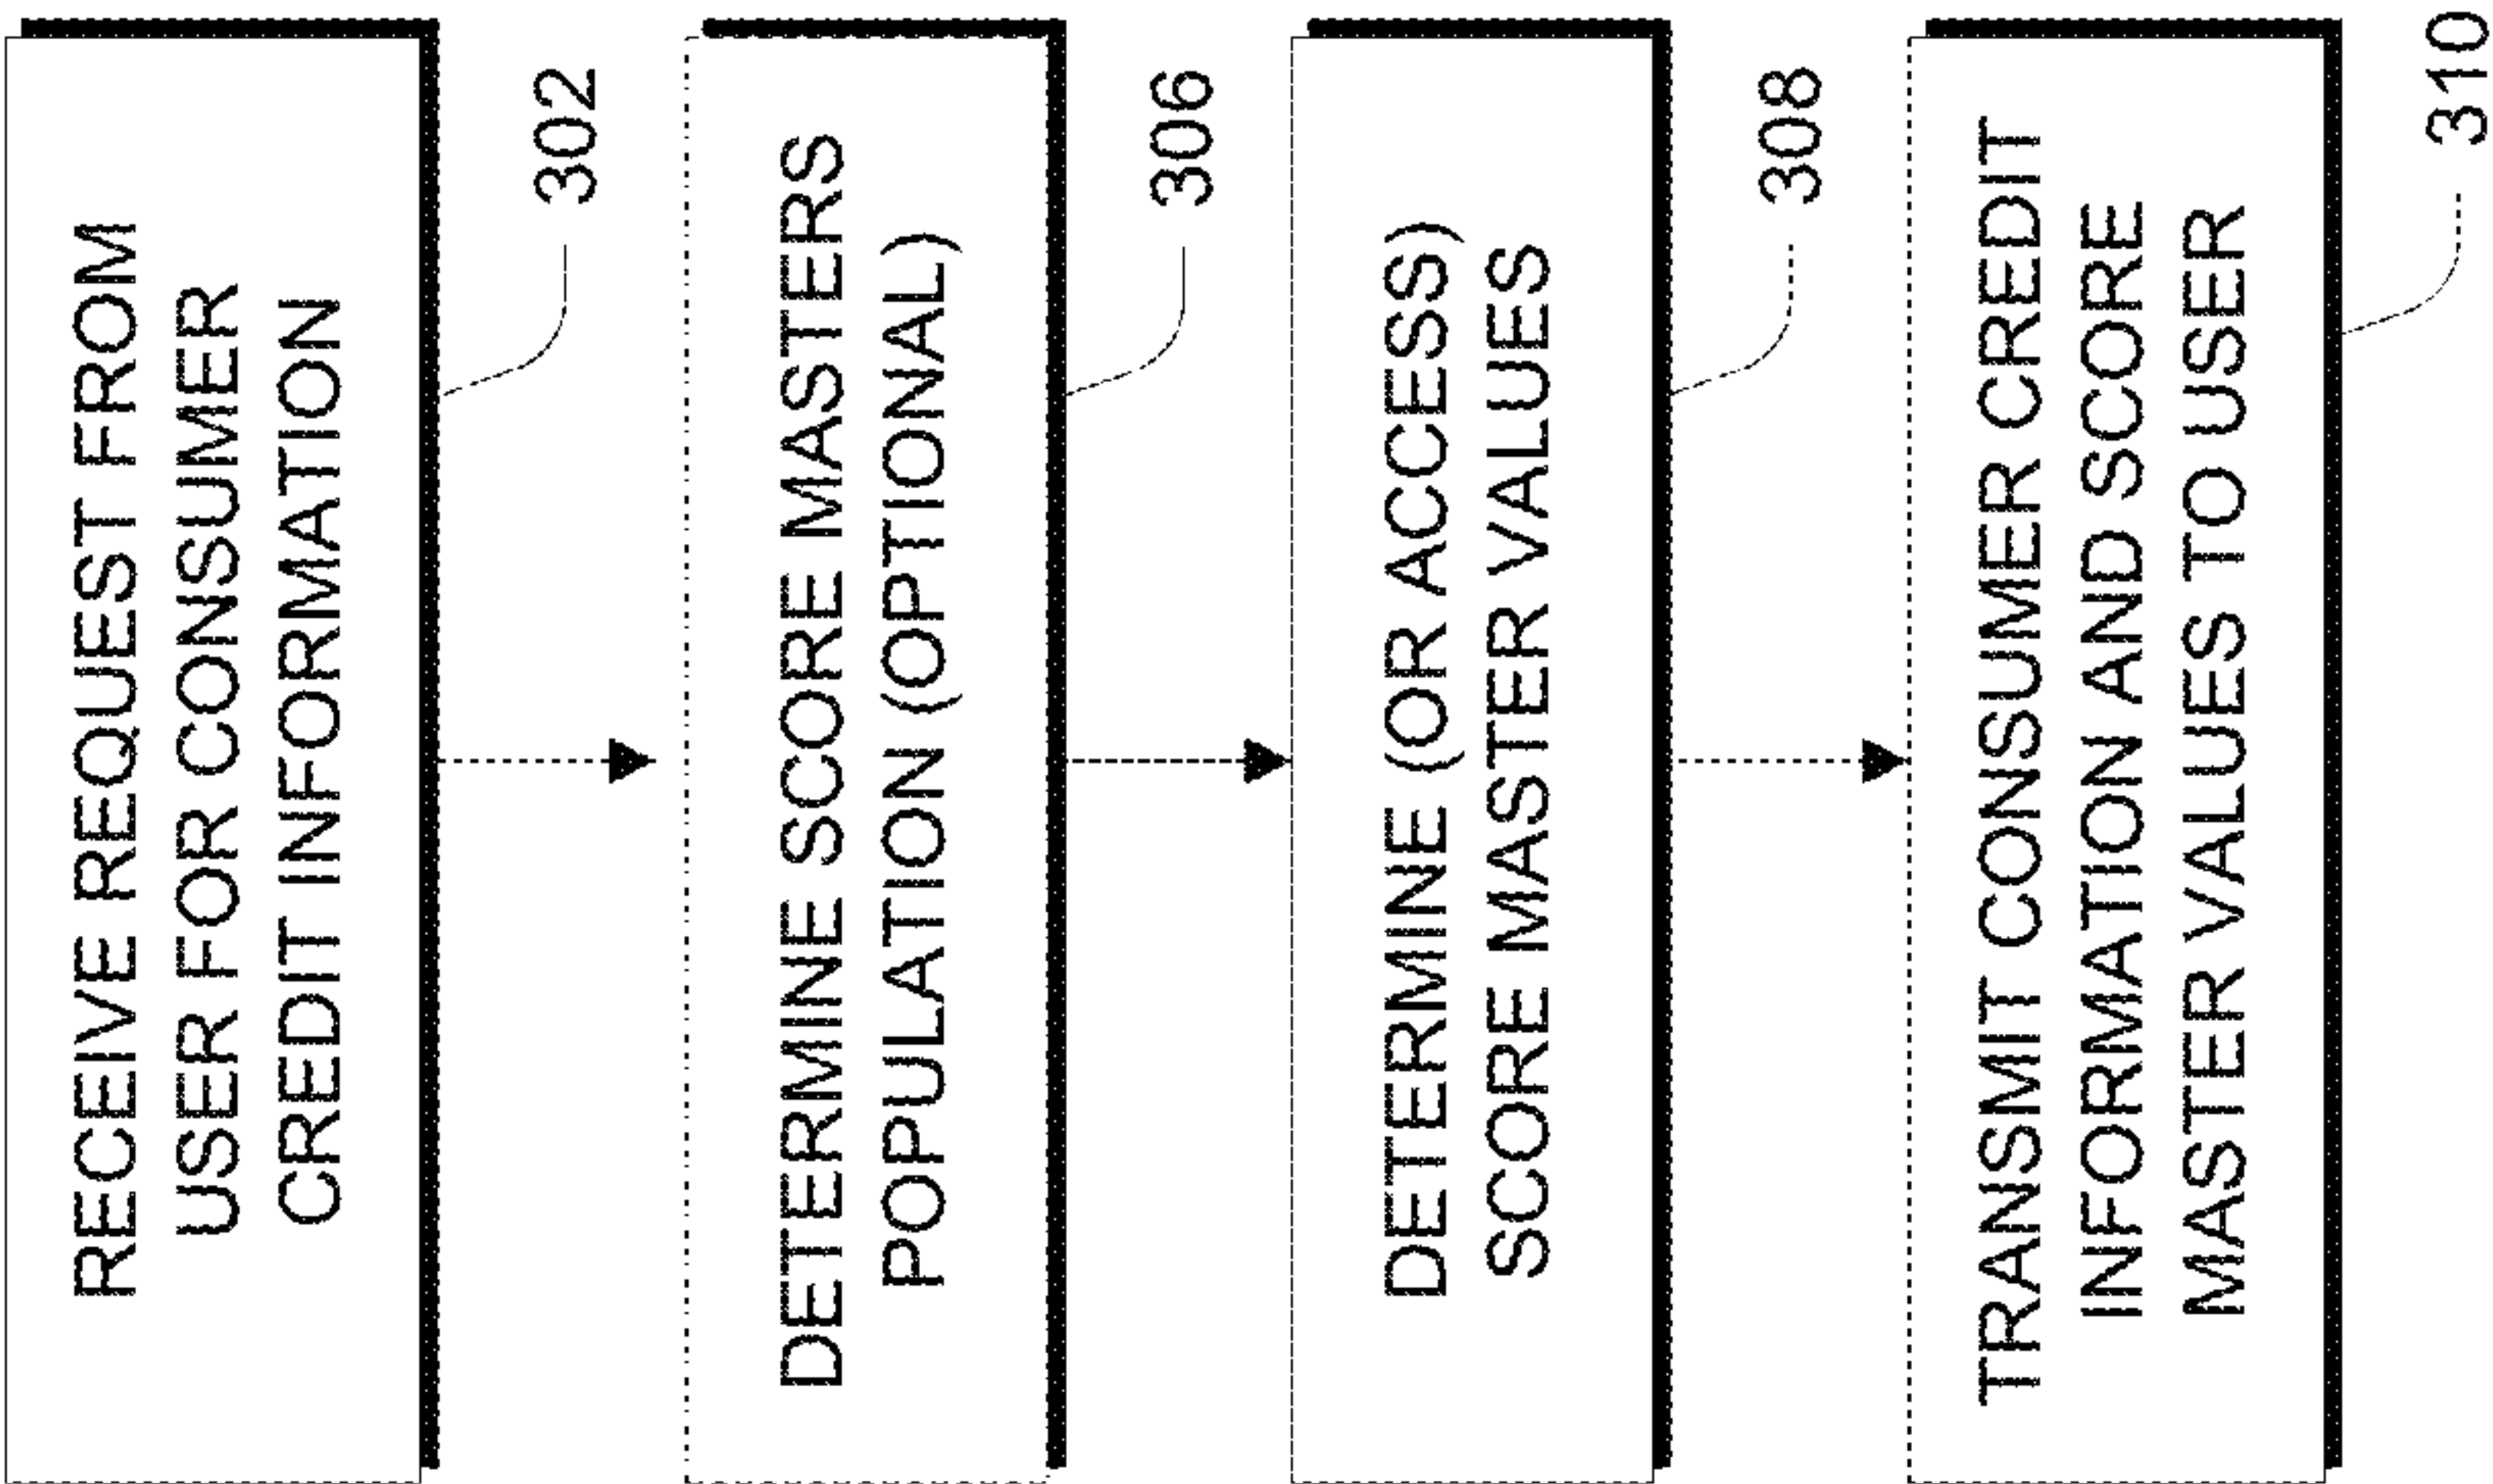 RECEIVE REQUEST FROM
USER FOR CONSUMER
CREDIT INFORMATION
302
DETERMINE SCORE MASTERS
POPULATION (OPTIONAL)
306
DETERMINE (OR ACCESS)
SCORE MASTER VALUES
308
TRANSMIT CONSUMER CREDIT
INFORMATION AND SCORE
MASTER VALUES TO USER
310